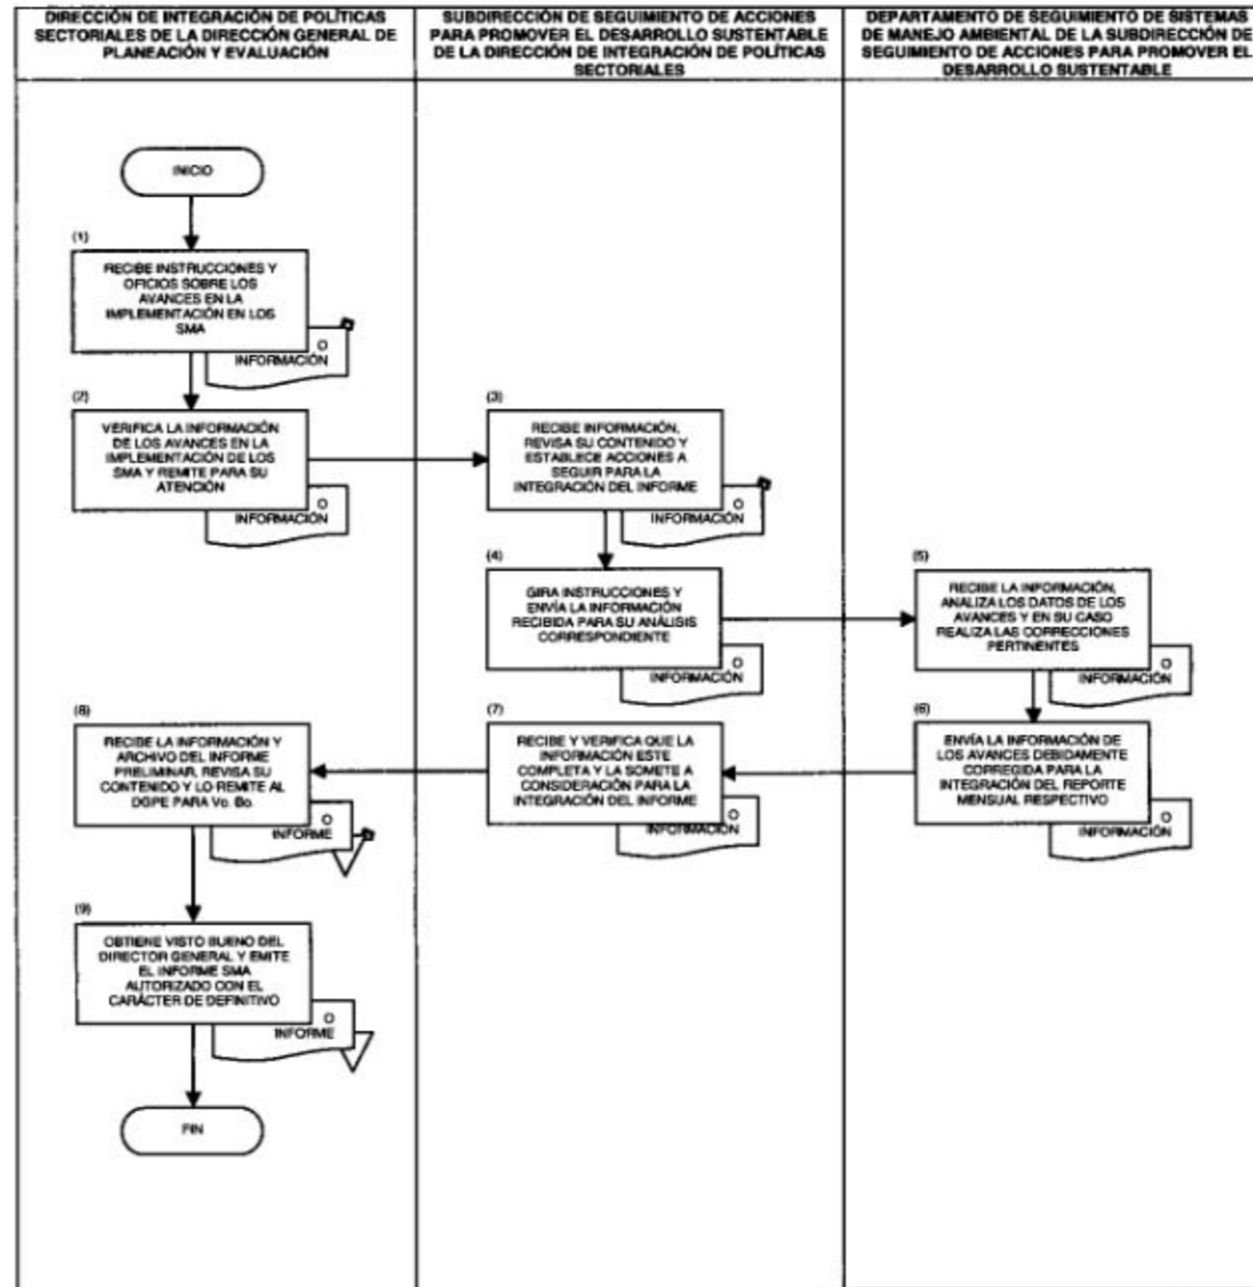 DIRECCIÓN DE INTEGRACIÓN DE POLÍTICAS
SECTORIALES DE LA DIRECCIÓN GENERAL DE
PLANEACIÓN Y EVALUACIÓN
SUBDIRECCIÓN DE SEGUIMIENTO DE ACCIONES
PARA PROMOVER EL DESARROLLO SUSTENTABLE
DE LA DIRECCIÓN DE INTEGRACIÓN DE POLÍTICAS
SECTORIALES
DEPARTAMENTO DE SEGUIMIENTO DE SISTEMAS
DE MANEJO AMBIENTAL DE LA SUBDIRECCIÓN DE
SEGUIMIENTO DE ACCIONES PARA PROMOVER EL
DESARROLLO SUSTENTABLE
INICIO
(1)
RECIBE INSTRUCCIONES Y
OFICIOS SOBRE LOS
AVANCES EN LA
IMPLEMENTACIÓN EN LOS
SMA
O
INFORMACIÓN
(2)
VERIFICA LA INFORMACIÓN
DE LOS AVANCES EN LA
IMPLEMENTACIÓN DE LOS
SMA Y REMITE PARA SU
ATENCIÓN
O
INFORMACIÓN
(3)
RECIBE INFORMACIÓN,
REVISA SU CONTENIDO Y
ESTABLECE ACCIONES A
SEGUIR PARA LA
INTEGRACIÓN DEL INFORME
O
INFORMACIÓN
(4)
GIRA INSTRUCCIONES Y
ENVÍA LA INFORMACIÓN
RECIBIDA PARA SU ANÁLISIS
CORRESPONDIENTE
O
INFORMACIÓN
(5)
RECIBE LA INFORMACIÓN,
ANALIZA LOS DATOS DE LOS
AVANCES Y EN SU CASO
REALIZA LAS CORRECCIONES
PERTINENTES
O
INFORMACIÓN
(6)
ENVÍA LA INFORMACIÓN DE
LOS AVANCES DEBIDAMENTE
CORREGIDA PARA LA
INTEGRACIÓN DEL REPORTE
MENSUAL RESPECTIVO
O
INFORMACIÓN
(7)
RECIBE Y VERIFICA QUE LA
INFORMACIÓN ESTE
COMPLETA Y LA SOMETE A
CONSIDERACIÓN PARA LA
INTEGRACIÓN DEL INFORME
O
INFORMACIÓN
(8)
RECIBE LA INFORMACIÓN Y
ARCHIVO DEL INFORME
PRELIMINAR, REVISA SU
CONTENIDO Y LO REMITE AL
DGPE PARA Vo. Bo.
O
INFORME
(9)
OBTIENE VISTO BUENO DEL
DIRECTOR GENERAL Y EMITE
EL INFORME SMA
AUTORIZADO CON EL
CARÁCTER DE DEFINITIVO
O
INFORME
FIN